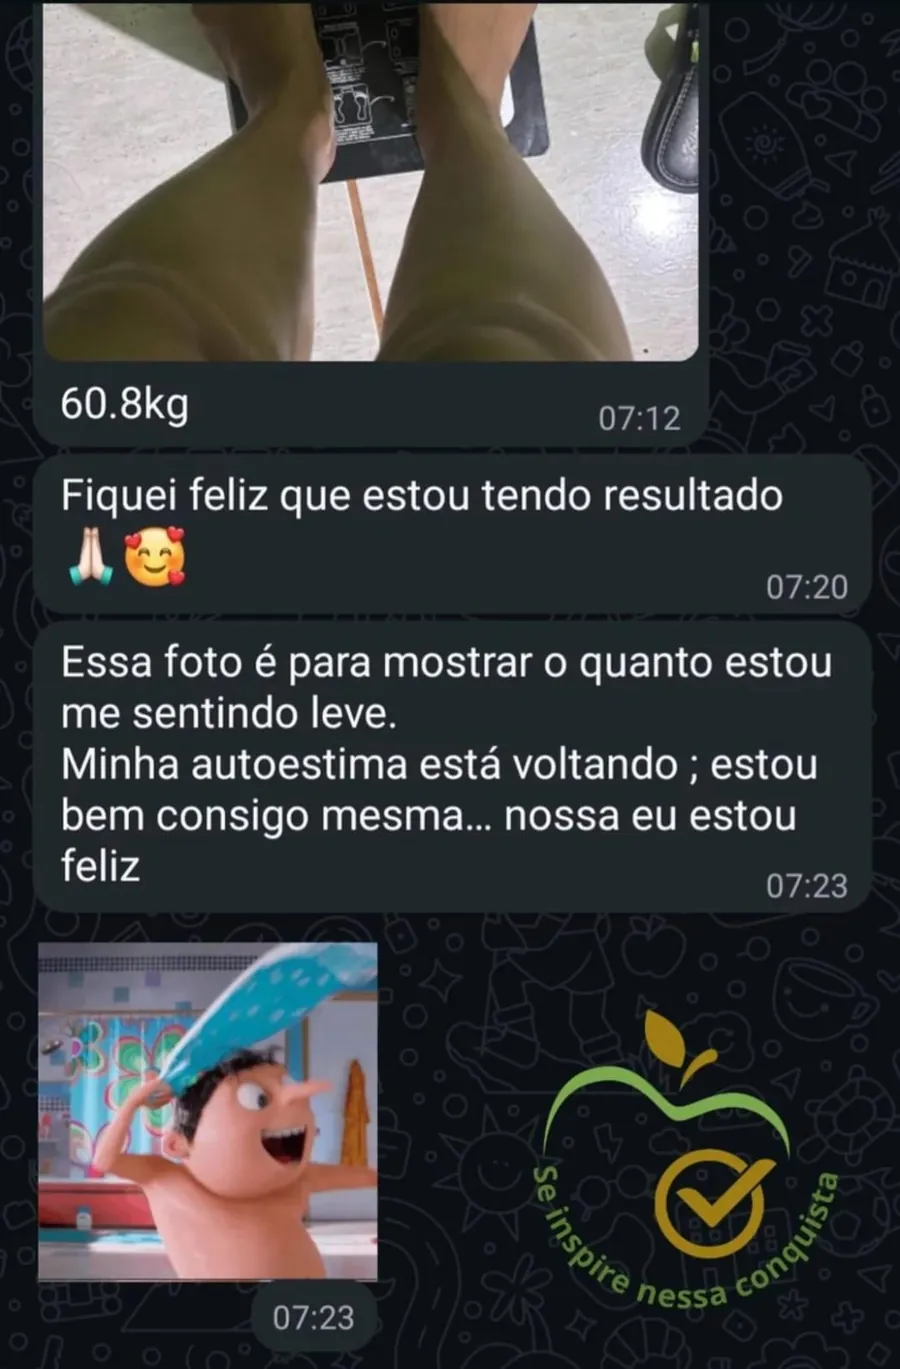 60.8kg
07:12
Fiquei feliz que estou tendo resultado
🙏🏻🥰
07:20
Essa foto é para mostrar o quanto estou
me sentindo leve.
Minha autoestima está voltando ; estou
bem consigo mesma... nossa eu estou
feliz
07:23
07:23
Se inspire nessa conquista